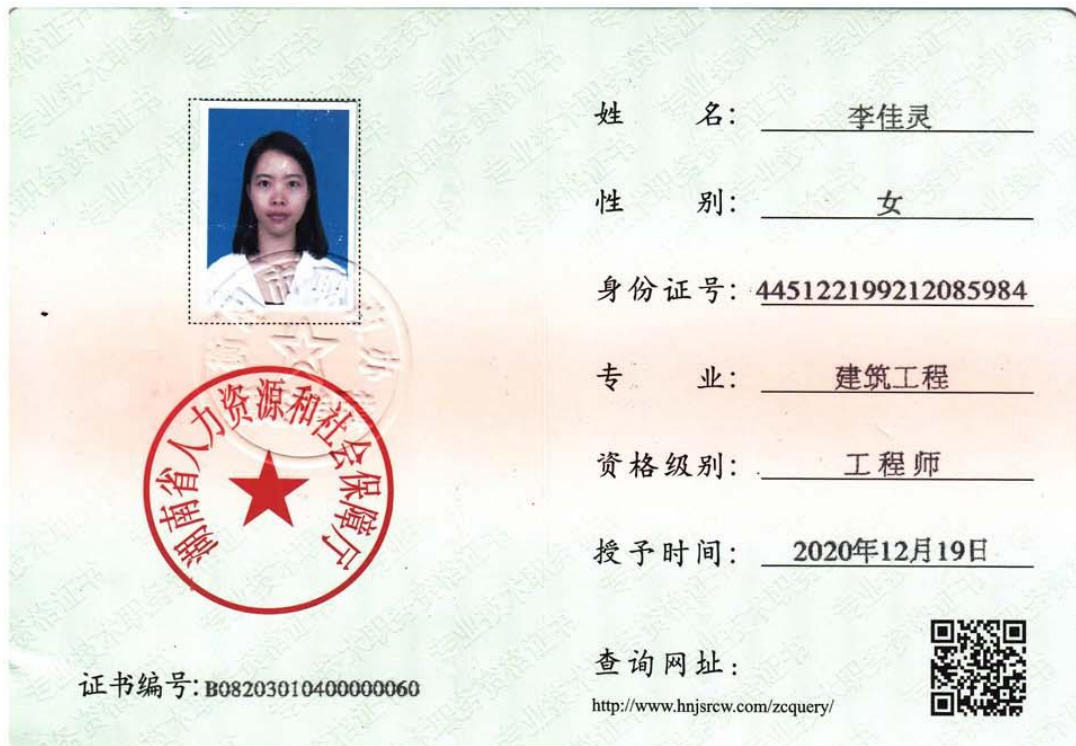 姓 名: 李佳灵
性 别: 女
身份证号: 445122199212085984
专 业: 建筑工程
资格级别: 工程师
授予时间: 2020年12月19日
查询网址:
http://www.hnjsrcw.com/zcquery/
湖南省人力资源和社会保障厅
证书编号: B08203010400000060